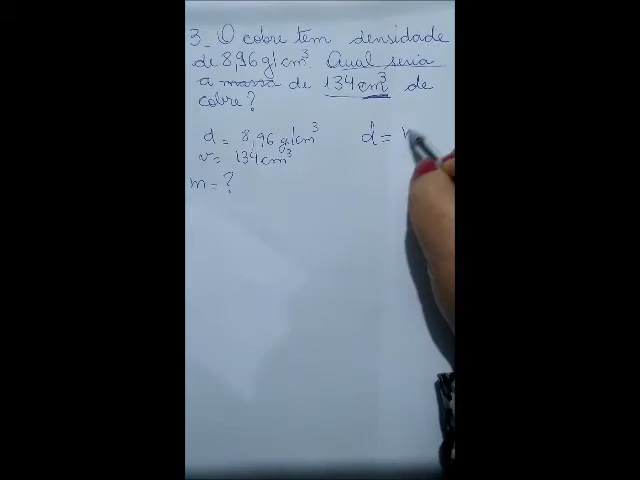 3- O cobre tem densidade
de 8,96 g/cm³. Qual seria
a massa de 134 cm³ de
cobre?
d = 8,96 g/cm³
v = 134 cm³
m = ?
d =